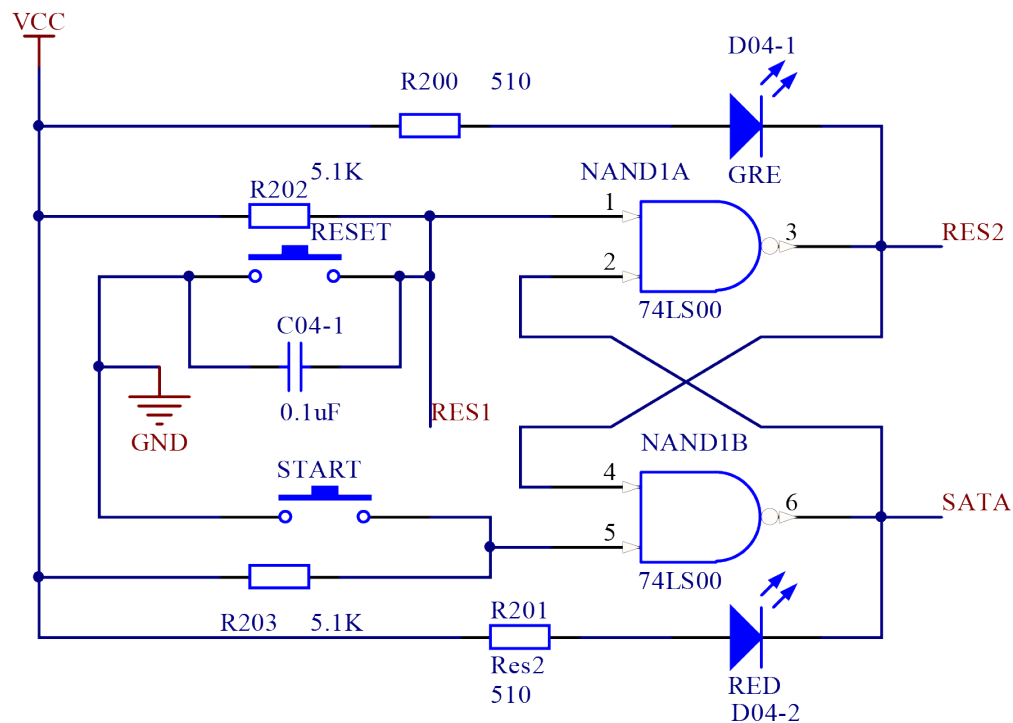 VCC
D04-1
R200 510
GRE
5.1K
R202
NAND1A
RESET
1
2
3
RES2
74LS00
C04-1
0.1uF
RES1
GND
NAND1B
START
4
5
6
SATA
74LS00
R203 5.1K
R201
Res2
510
RED
D04-2